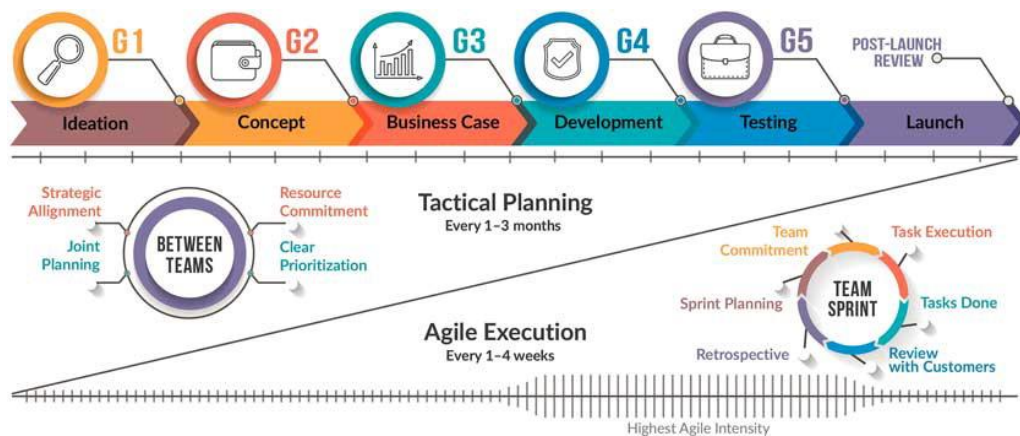 G1
G2
G3
G4
G5
POST-LAUNCH
REVIEW
Ideation
Concept
Business Case
Development
Testing
Launch
Strategic
Allignment
Joint
Planning
BETWEEN
TEAMS
Resource
Commitment
Clear
Prioritization
Tactical Planning
Every 1–3 months
Team
Commitment
Task Execution
Sprint Planning
TEAM
SPRINT
Tasks Done
Retrospective
Review
with Customers
Agile Execution
Every 1–4 weeks
Highest Agile Intensity